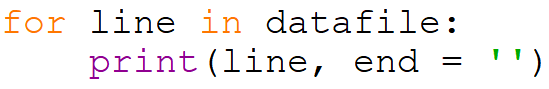 for line in datafile:
    print(line, end = '')